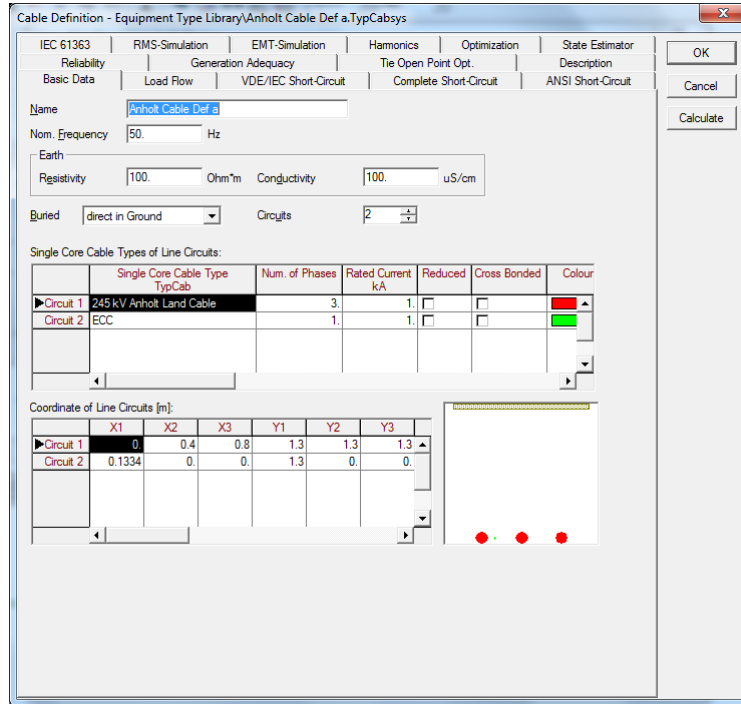 Cable Definition - Equipment Type Library\Anholt Cable Def a.TypCabsys
IEC 61363 RMS-Simulation EMT-Simulation Harmonics Optimization State Estimator
Reliability Generation Adequacy Tie Open Point Opt. Description
Basic Data Load Flow VDE/IEC Short-Circuit Complete Short-Circuit ANSI Short-Circuit
OK
Cancel
Calculate
Name Anholt Cable Def a
Nom. Frequency 50. Hz
Earth
Resistivity 100. Ohm*m Conductivity 100. uS/cm
Buried direct in Ground Circuits 2
Single Core Cable Types of Line Circuits:
Single Core Cable Type Num. of Phases Rated Current Reduced Cross Bonded Colour
TypCab kA
Circuit 1 245 kV Anholt Land Cable 3. 1.
Circuit 2 ECC 1. 1.
Coordinate of Line Circuits [m]:
X1 X2 X3 Y1 Y2 Y3
Circuit 1 0. 0.4 0.8 1.3 1.3 1.3
Circuit 2 0.1334 0. 0. 1.3 0. 0.